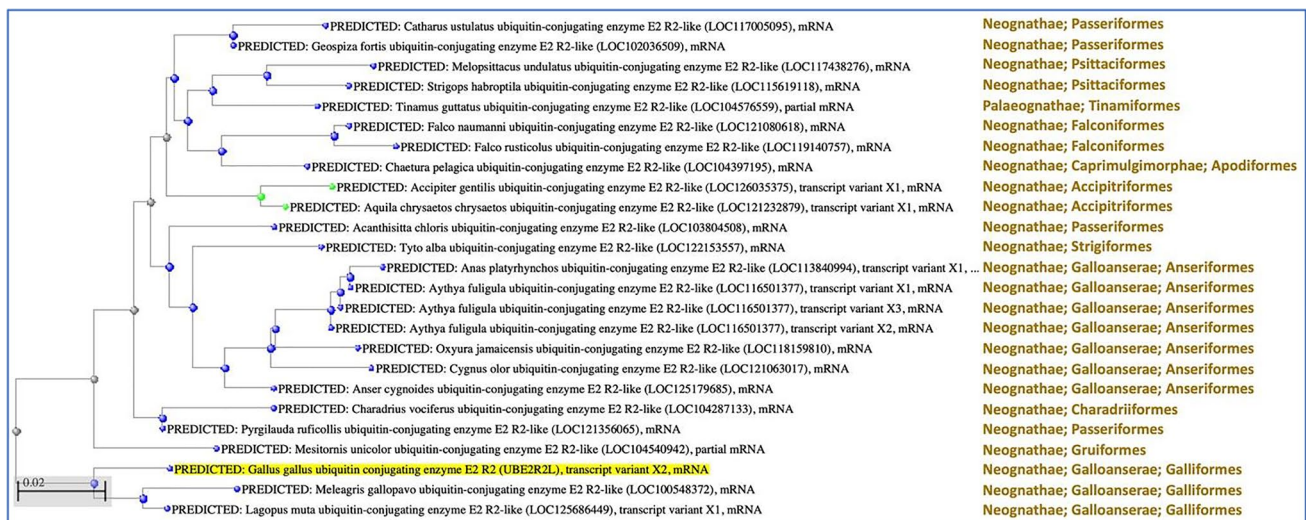 PREDICTED: Catharus ustulatus ubiquitin-conjugating enzyme E2 R2-like (LOC117005095), mRNA Neognathae; Passeriformes
PREDICTED: Geospiza fortis ubiquitin-conjugating enzyme E2 R2-like (LOC102036509), mRNA Neognathae; Passeriformes
PREDICTED: Melopsittacus undulatus ubiquitin-conjugating enzyme E2 R2-like (LOC117438276), mRNA Neognathae; Psittaciformes
PREDICTED: Strigops habroptila ubiquitin-conjugating enzyme E2 R2-like (LOC115619118), mRNA Neognathae; Psittaciformes
PREDICTED: Tinamus guttatus ubiquitin-conjugating enzyme E2 R2-like (LOC104576559), partial mRNA Palaeognathae; Tinamiformes
PREDICTED: Falco naumanni ubiquitin-conjugating enzyme E2 R2-like (LOC121080618), mRNA Neognathae; Falconiformes
PREDICTED: Falco rusticolus ubiquitin-conjugating enzyme E2 R2-like (LOC119140757), mRNA Neognathae; Falconiformes
PREDICTED: Chaetura pelagica ubiquitin-conjugating enzyme E2 R2-like (LOC104397195), mRNA Neognathae; Caprimulgimorphae; Apodiformes
PREDICTED: Accipiter gentilis ubiquitin-conjugating enzyme E2 R2-like (LOC126035375), transcript variant X1, mRNA Neognathae; Accipitriformes
PREDICTED: Aquila chrysaetos chrysaetos ubiquitin-conjugating enzyme E2 R2-like (LOC121232879), transcript variant X1, mRNA Neognathae; Accipitriformes
PREDICTED: Acanthisitta chloris ubiquitin-conjugating enzyme E2 R2-like (LOC103804508), mRNA Neognathae; Passeriformes
PREDICTED: Tyto alba ubiquitin-conjugating enzyme E2 R2-like (LOC122153557), mRNA Neognathae; Strigiformes
PREDICTED: Anas platyrhynchos ubiquitin-conjugating enzyme E2 R2-like (LOC113840994), transcript variant X1, ... Neognathae; Galloanserae; Anseriformes
PREDICTED: Aythya fuligula ubiquitin-conjugating enzyme E2 R2-like (LOC116501377), transcript variant X1, mRNA Neognathae; Galloanserae; Anseriformes
PREDICTED: Aythya fuligula ubiquitin-conjugating enzyme E2 R2-like (LOC116501377), transcript variant X3, mRNA Neognathae; Galloanserae; Anseriformes
PREDICTED: Aythya fuligula ubiquitin-conjugating enzyme E2 R2-like (LOC116501377), transcript variant X2, mRNA Neognathae; Galloanserae; Anseriformes
PREDICTED: Oxyura jamaicensis ubiquitin-conjugating enzyme E2 R2-like (LOC118159810), mRNA Neognathae; Galloanserae; Anseriformes
PREDICTED: Cygnus olor ubiquitin-conjugating enzyme E2 R2-like (LOC121063017), mRNA Neognathae; Galloanserae; Anseriformes
PREDICTED: Anser cygnoides ubiquitin-conjugating enzyme E2 R2-like (LOC125179685), mRNA Neognathae; Galloanserae; Anseriformes
PREDICTED: Charadrius vociferus ubiquitin-conjugating enzyme E2 R2-like (LOC104287133), mRNA Neognathae; Charadriiformes
PREDICTED: Pyrgilauda ruficollis ubiquitin-conjugating enzyme E2 R2-like (LOC121356065), mRNA Neognathae; Passeriformes
PREDICTED: Mesitornis unicolor ubiquitin-conjugating enzyme E2 R2-like (LOC104540942), partial mRNA Neognathae; Gruiformes
PREDICTED: Gallus gallus ubiquitin conjugating enzyme E2 R2 (UBE2R2L), transcript variant X2, mRNA Neognathae; Galloanserae; Galliformes
0.02
PREDICTED: Meleagris gallopavo ubiquitin-conjugating enzyme E2 R2-like (LOC100548372), mRNA Neognathae; Galloanserae; Galliformes
PREDICTED: Lagopus muta ubiquitin-conjugating enzyme E2 R2-like (LOC125686449), transcript variant X1, mRNA Neognathae; Galloanserae; Galliformes